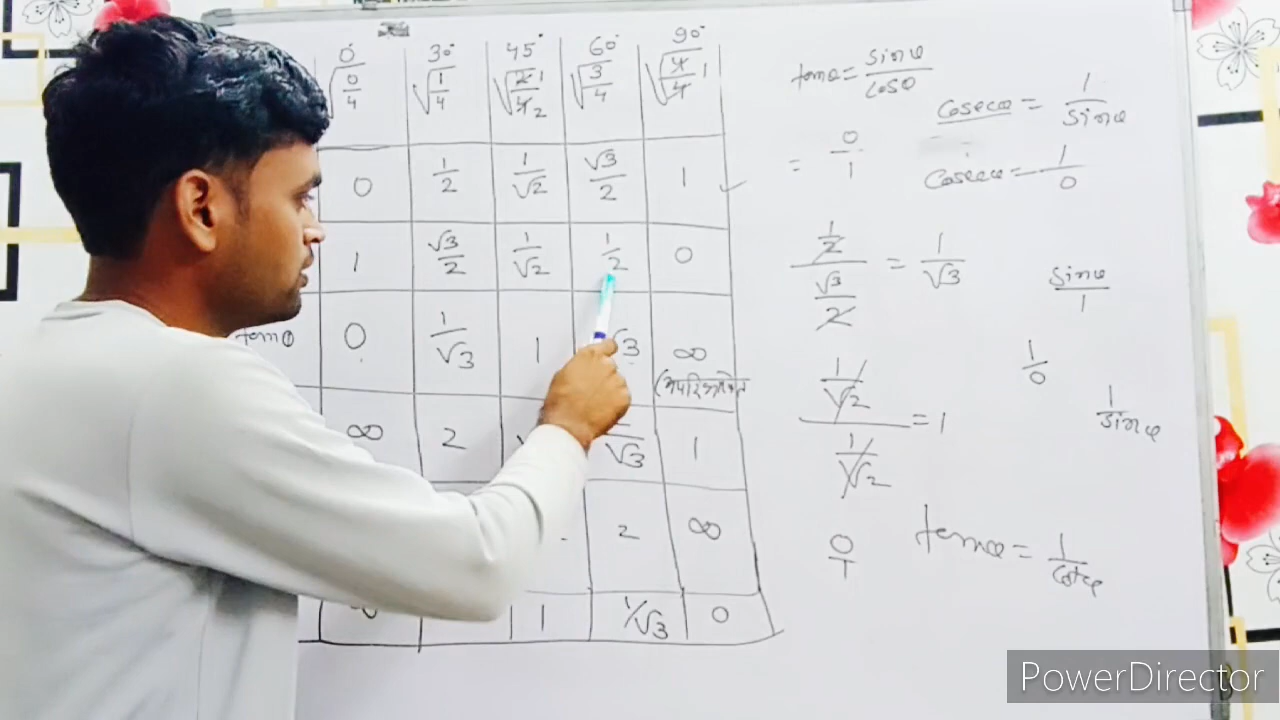 0° 30° 45° 60° 90°
√0/4 √1/4 √2/4 1/2 √3/4 √4/4 1
0 1/2 1/√2 √3/2 1 ✓
1 √3/2 1/√2 1/2 0
tanθ 0 1/√3 1 √3 ∞
(अपरिभाषित
∞ 2 /√3 1
2 ∞
1 1/√3 0
tanθ = sinθ/cosθ
= 0/1
1/2 / √3/2 = 1/√3
1/√2 / 1/√2 = 1
0/1
cosecθ = 1/sinθ
cosecθ = 1/0
sinθ/1
1/0
1/sinθ
tanθ = 1/cotθ
PowerDirector